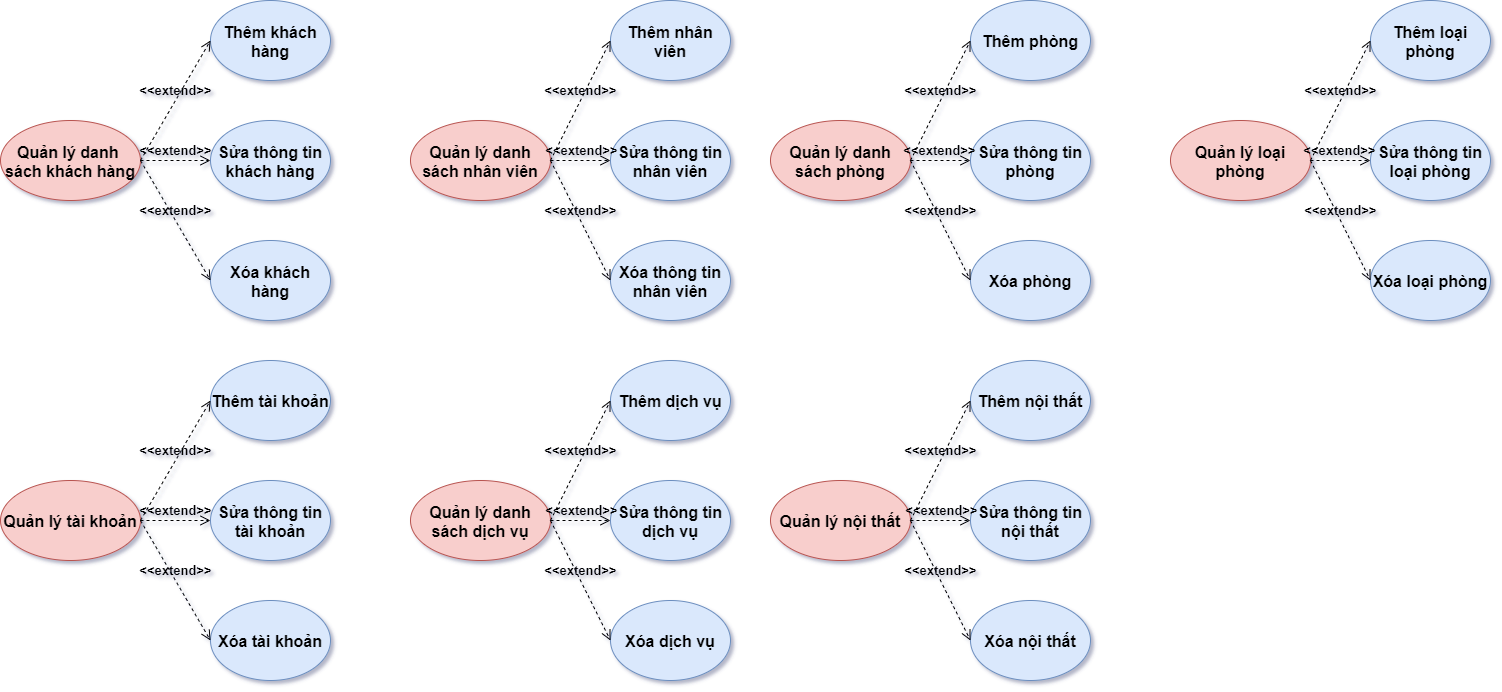 Thêm khách
hàng
<<extend>>
Quản lý danh
sách khách hàng
<<extend>>
Sửa thông tin
khách hàng
<<extend>>
Xóa khách
hàng
Thêm nhân
viên
<<extend>>
Quản lý danh
sách nhân viên
<<extend>>
Sửa thông tin
nhân viên
<<extend>>
Xóa thông tin
nhân viên
Thêm phòng
<<extend>>
Quản lý danh
sách phòng
<<extend>>
Sửa thông tin
phòng
<<extend>>
Xóa phòng
Thêm loại
phòng
<<extend>>
Quản lý loại
phòng
<<extend>>
Sửa thông tin
loại phòng
<<extend>>
Xóa loại phòng
Thêm tài khoản
<<extend>>
Quản lý tài khoản
<<extend>>
Sửa thông tin
tài khoản
<<extend>>
Xóa tài khoản
Thêm dịch vụ
<<extend>>
Quản lý danh
sách dịch vụ
<<extend>>
Sửa thông tin
dịch vụ
<<extend>>
Xóa dịch vụ
Thêm nội thất
<<extend>>
Quản lý nội thất
<<extend>>
Sửa thông tin
nội thất
<<extend>>
Xóa nội thất